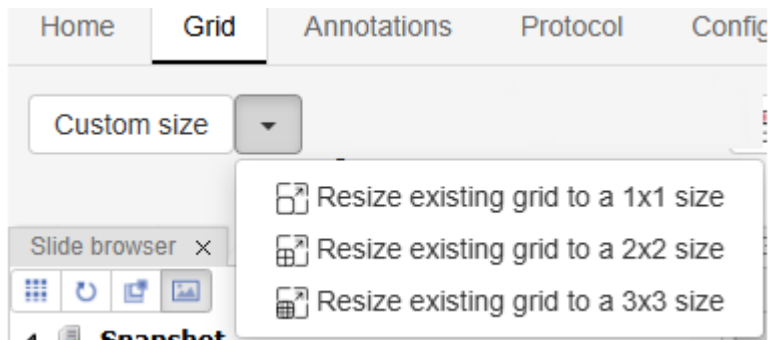 Home Grid Annotations Protocol
Custom size
Resize existing grid to a 1x1 size
Resize existing grid to a 2x2 size
Resize existing grid to a 3x3 size
Slide browser ×
Snapshot